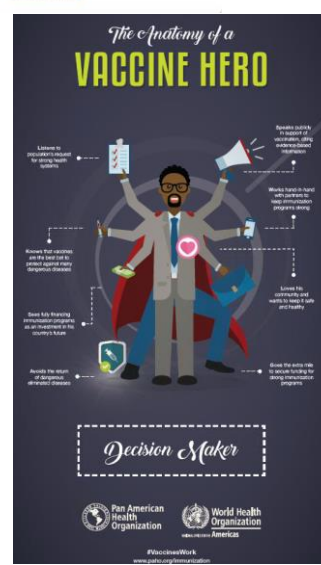 The Anatomy of a
VACCINE HERO
Listens to
population's request
for strong health
systems
Speaks publicly
in support of
vaccination, citing
evidence-based
information
Works hand-in-hand
with partners to
keep immunization
programs strong
Knows that vaccines
are the best bet to
protect against many
dangerous diseases
Loves his
community and
wants to keep it safe
and healthy
Sees fully financing
immunization programs
as an investment in his
country's future
Avoids the return
of dangerous
eliminated diseases
Goes the extra mile
to secure funding for
strong immunization
programs
Decision Maker
Pan American
Health
Organization
World Health
Organization
Americas
#VaccinesWork
www.paho.org/immunization